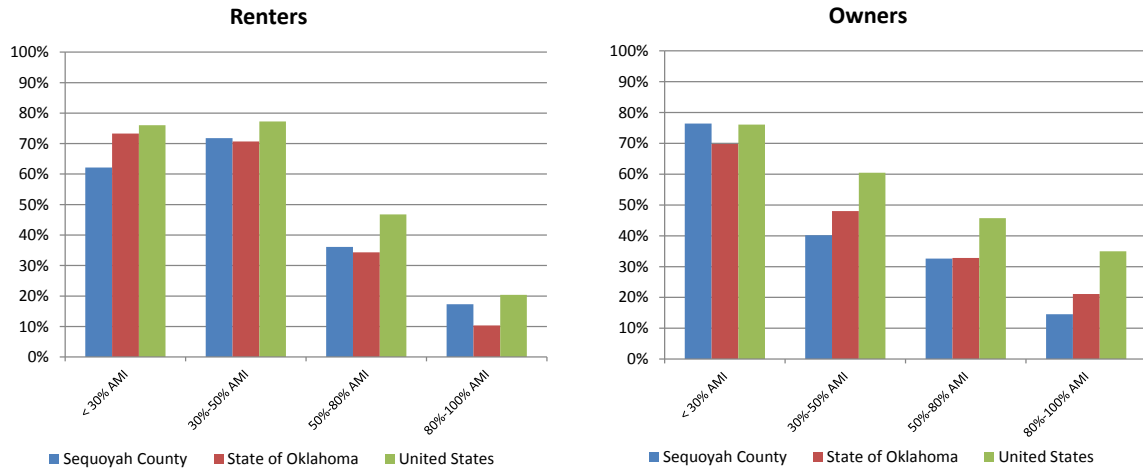 Renters
100%
90%
80%
70%
60%
50%
40%
30%
20%
10%
0%
< 30% AMI
30%-50% AMI
50%-80% AMI
80%-100% AMI
Sequoyah County State of Oklahoma United States
Owners
100%
90%
80%
70%
60%
50%
40%
30%
20%
10%
0%
< 30% AMI
30%-50% AMI
50%-80% AMI
80%-100% AMI
Sequoyah County State of Oklahoma United States